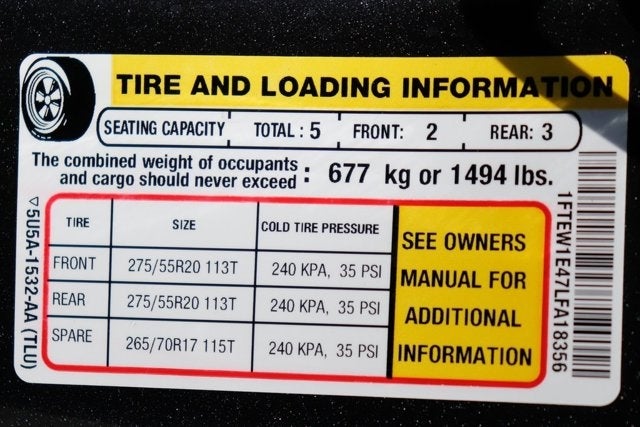 TIRE AND LOADING INFORMATION
SEATING CAPACITY TOTAL : 5 FRONT: 2 REAR: 3
The combined weight of occupants
and cargo should never exceed : 677 kg or 1494 lbs.
TIRE SIZE COLD TIRE PRESSURE
FRONT 275/55R20 113T 240 KPA, 35 PSI
REAR 275/55R20 113T 240 KPA, 35 PSI
SPARE 265/70R17 115T 240 KPA, 35 PSI
SEE OWNERS
MANUAL FOR
ADDITIONAL
INFORMATION
▽5U5A-1532-AA (TLU)
1FTEW1E47LFA18356